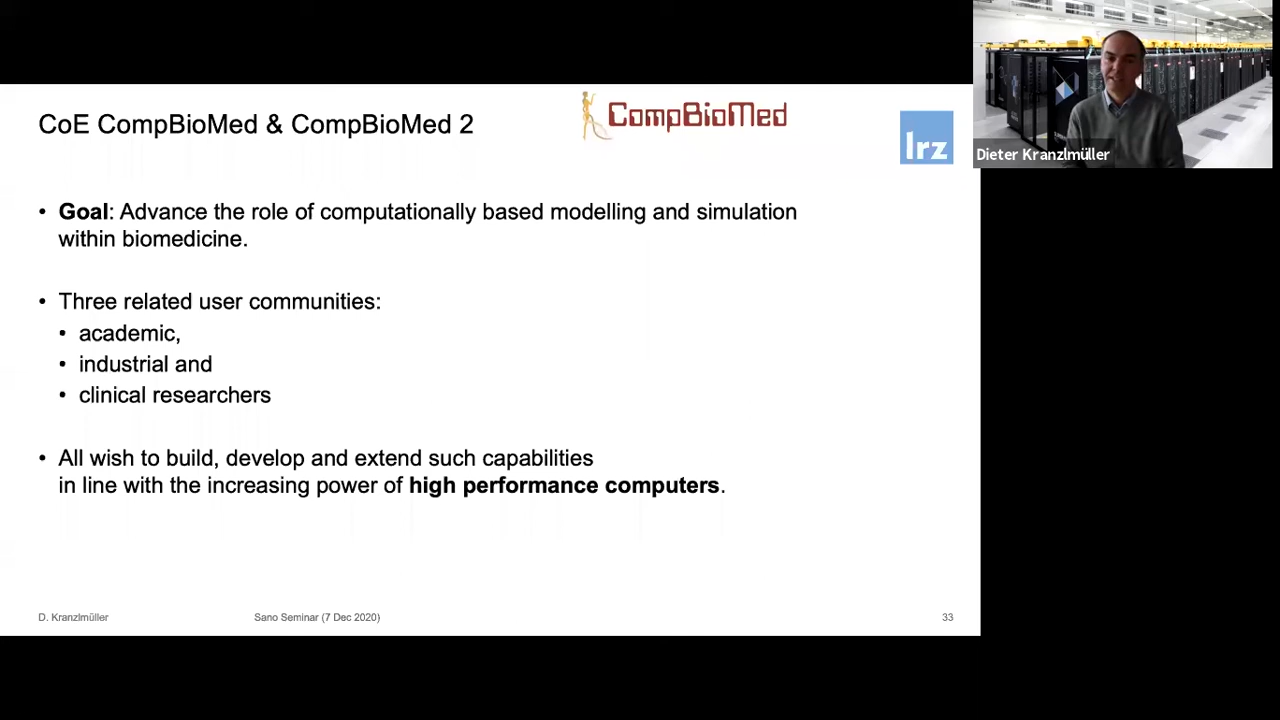 CoE CompBioMed & CompBioMed 2
CompBioMed
lrz
Dieter Kranzlmüller
• Goal: Advance the role of computationally based modelling and simulation
within biomedicine.
• Three related user communities:
• academic,
• industrial and
• clinical researchers
• All wish to build, develop and extend such capabilities
in line with the increasing power of high performance computers.
D. Kranzlmüller
Sano Seminar (7 Dec 2020)
33